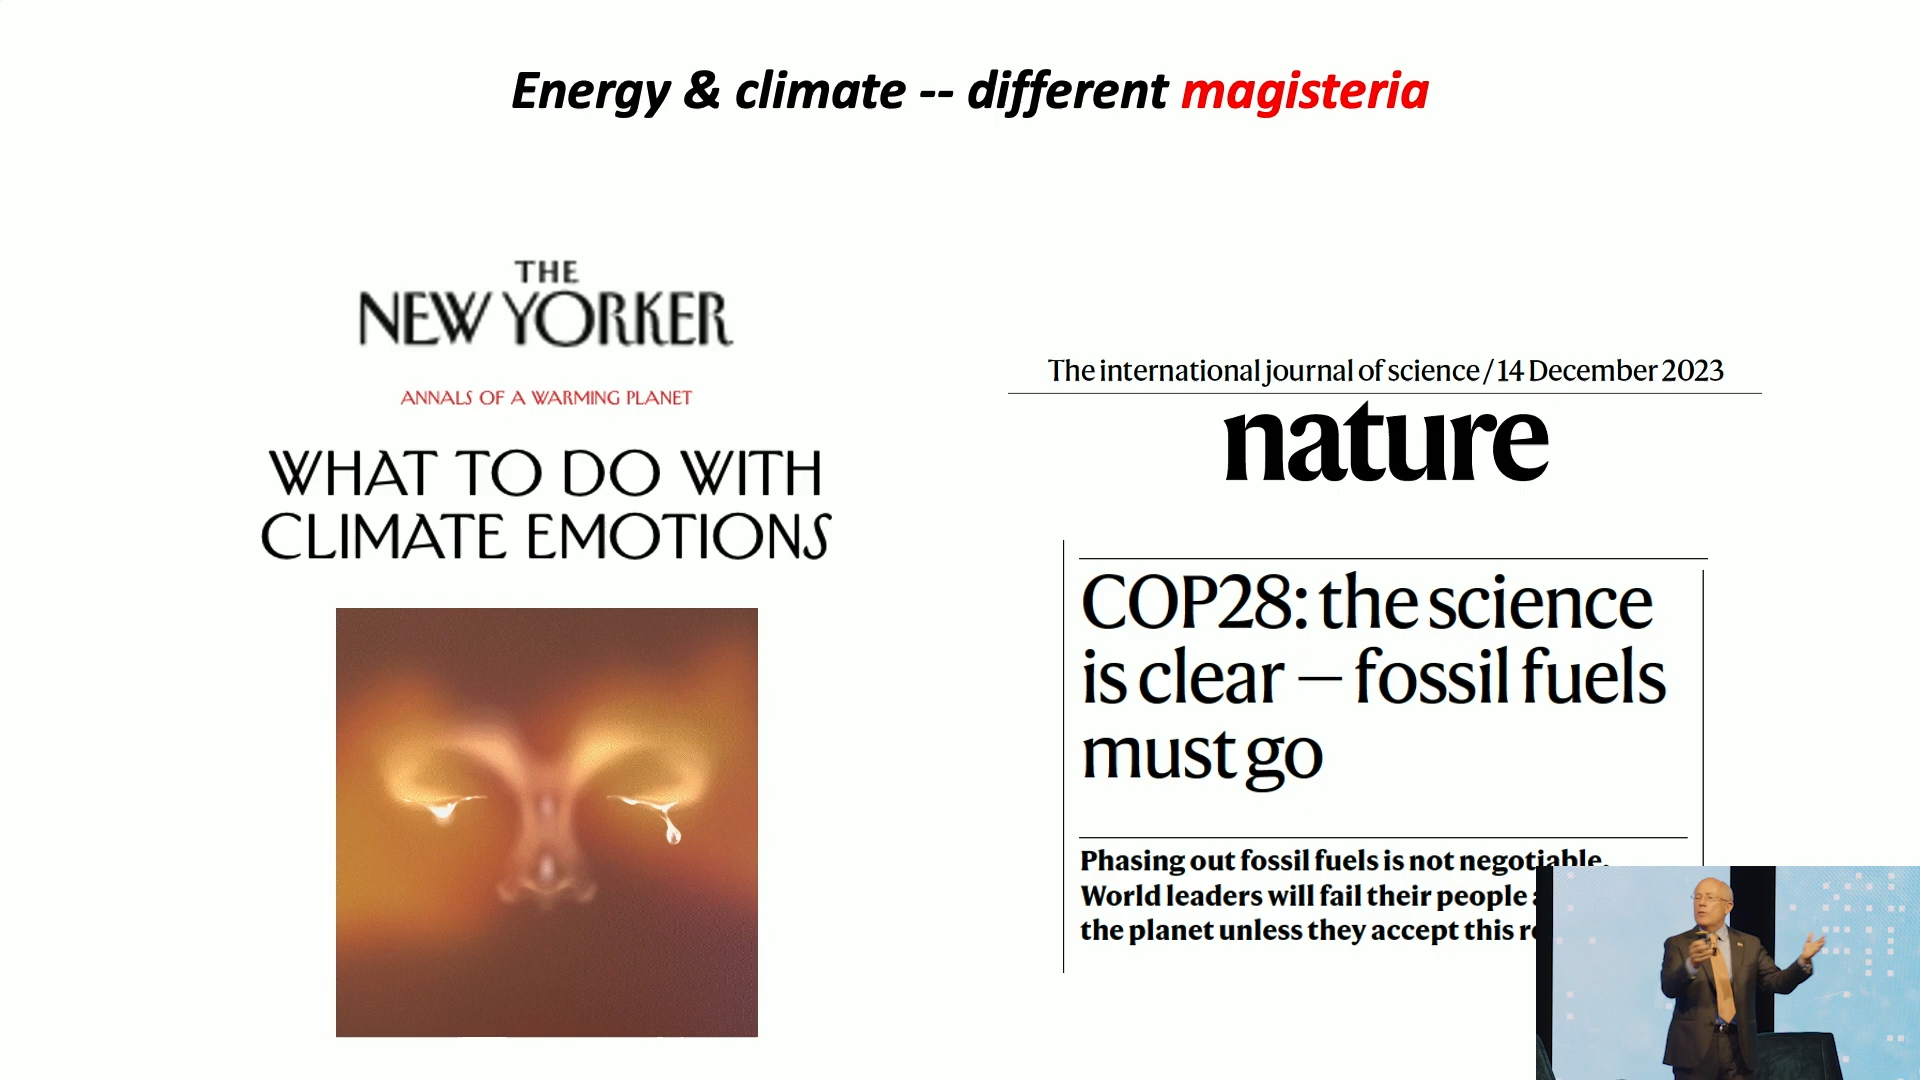 Energy & climate -- different magisteria
THE
NEW YORKER
ANNALS OF A WARMING PLANET
WHAT TO DO WITH
CLIMATE EMOTIONS
The international journal of science / 14 December 2023
nature
COP28: the science
is clear — fossil fuels
must go
Phasing out fossil fuels is not negotiable.
World leaders will fail their people
the planet unless they accept this